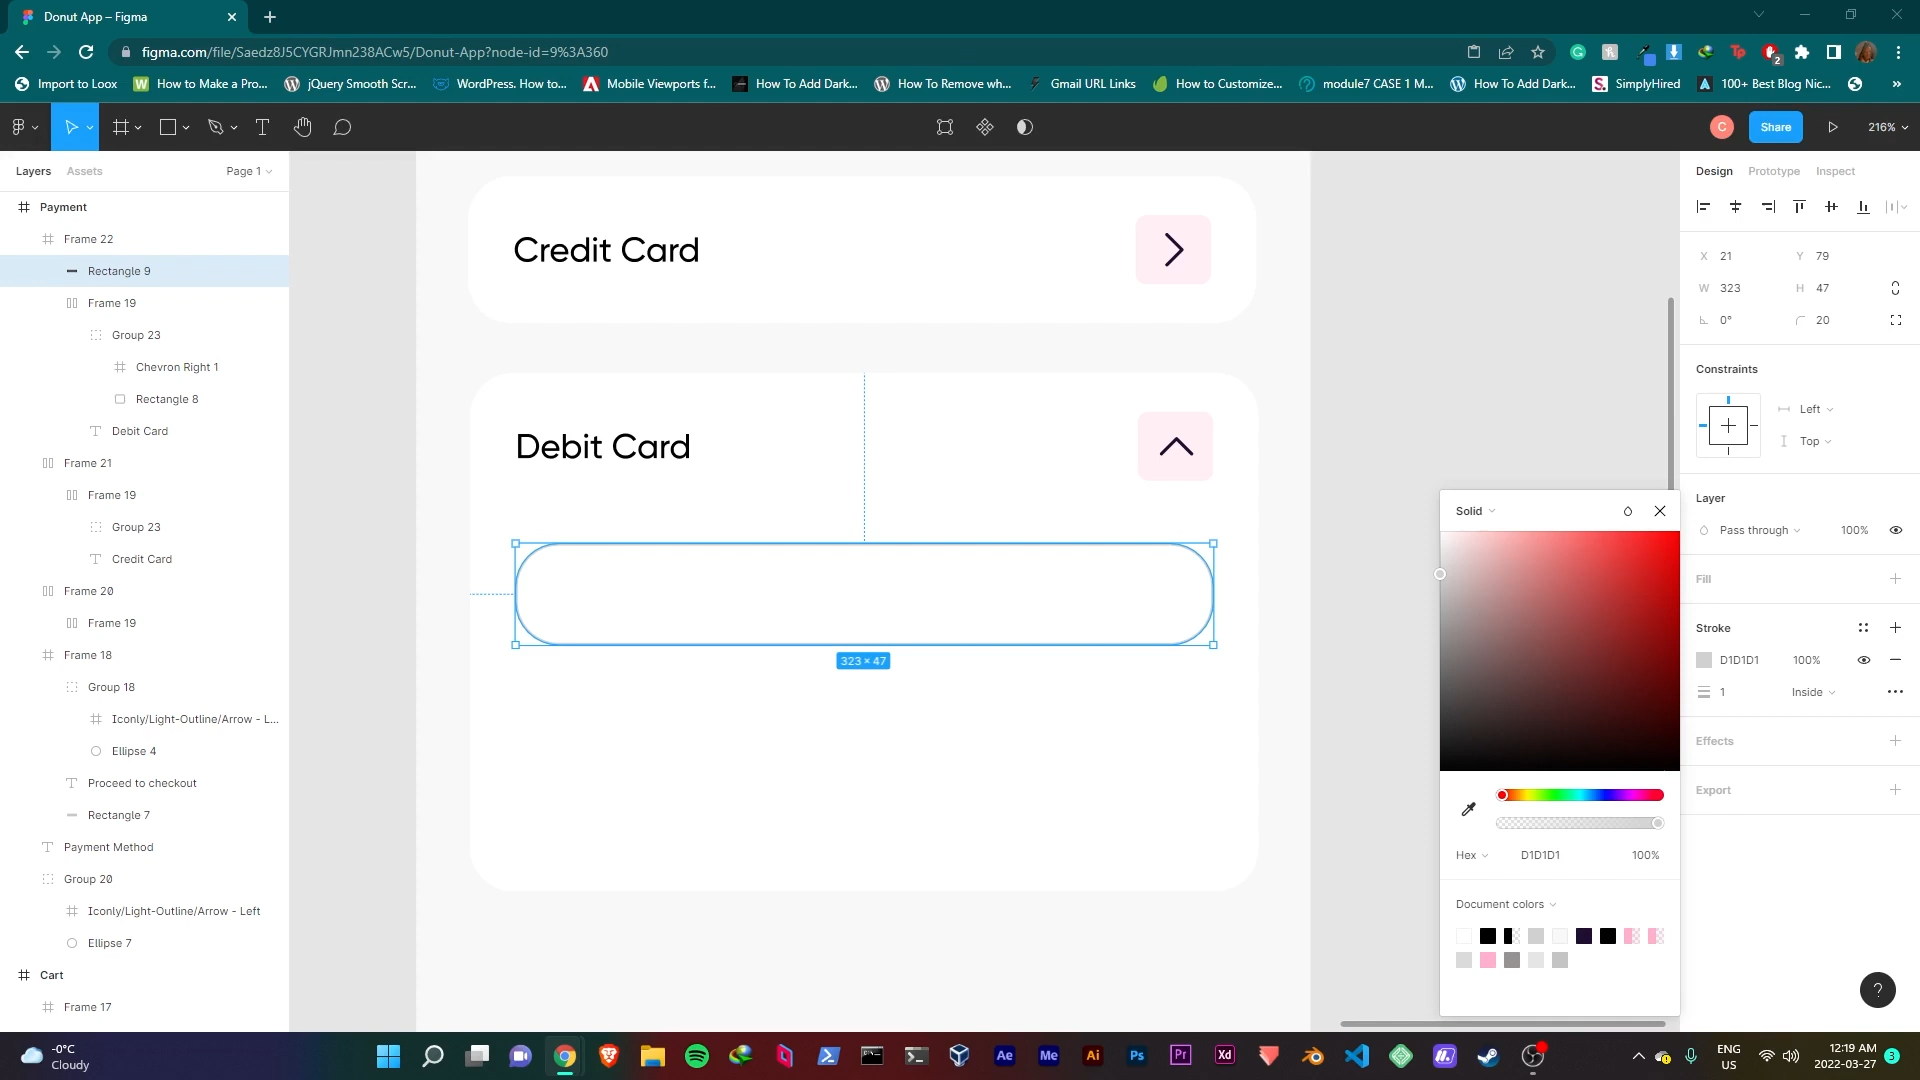 Donut App – Figma
figma.com/file/Saedz8J5CYGRJmn238ACw5/Donut-App?node-id=9%3A360
Import to Loox
How to Make a Pro...
jQuery Smooth Scr...
WordPress. How to...
Mobile Viewports f...
How To Add Dark...
How To Remove wh...
Gmail URL Links
How to Customize...
module7 CASE 1 M...
How To Add Dark...
SimplyHired
100+ Best Blog Nic...
C
Share
216%
Layers
Assets
Page 1
Design
Prototype
Inspect
Payment
Frame 22
Rectangle 9
Frame 19
Group 23
Chevron Right 1
Rectangle 8
Debit Card
Frame 21
Frame 19
Group 23
Credit Card
Frame 20
Frame 19
Frame 18
Group 18
Iconly/Light-Outline/Arrow - L...
Ellipse 4
Proceed to checkout
Rectangle 7
Payment Method
Group 20
Iconly/Light-Outline/Arrow - Left
Ellipse 7
Cart
Frame 17
Credit Card
Debit Card
323 × 47
X 21
Y 79
W 323
H 47
0°
20
Constraints
Left
Top
Layer
Pass through
100%
Fill
Stroke
D1D1D1
100%
1
Inside
Effects
Export
Solid
Hex
D1D1D1
100%
Document colors
?
-0°C
Cloudy
Ae
Me
Ai
Ps
Pr
Xd
ENG
US
12:19 AM
2022-03-27
3